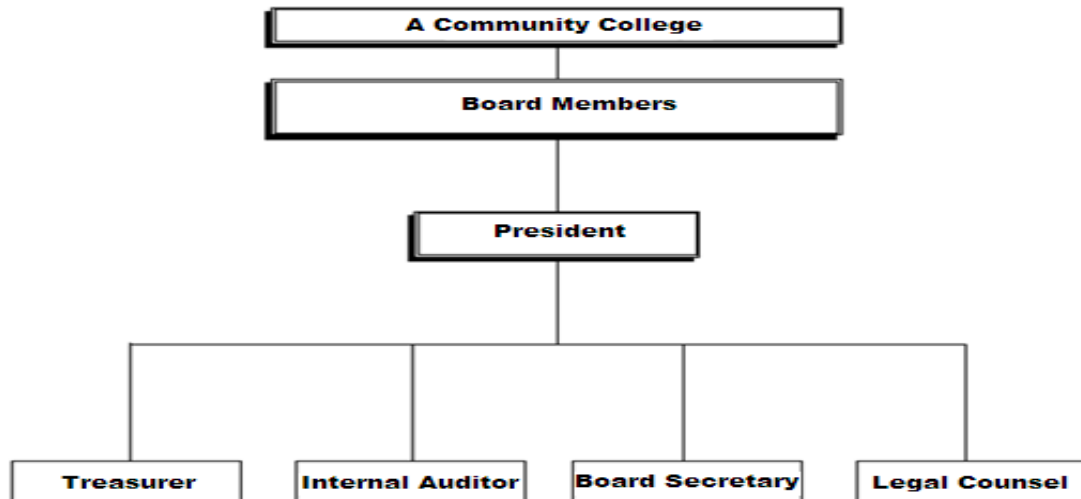 A Community College
Board Members
President
Treasurer
Internal Auditor
Board Secretary
Legal Counsel